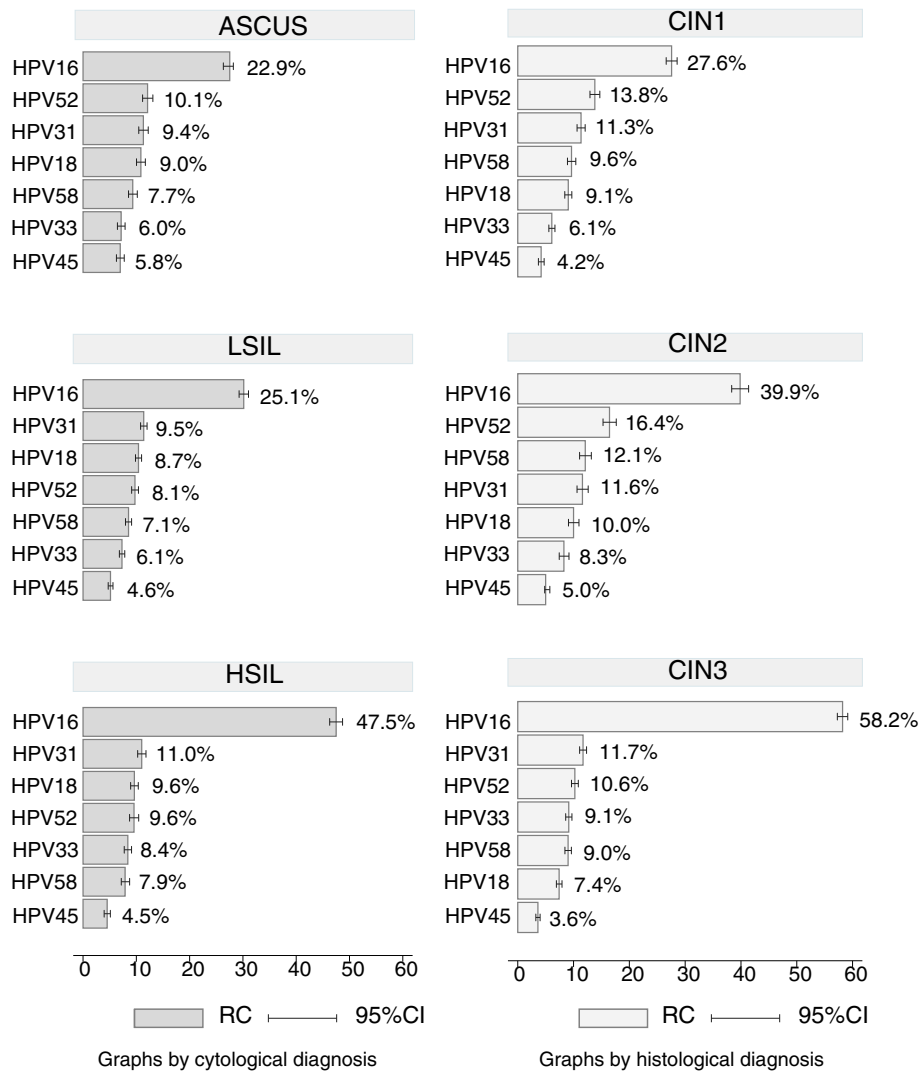 ASCUS
HPV16 22.9%
HPV52 10.1%
HPV31 9.4%
HPV18 9.0%
HPV58 7.7%
HPV33 6.0%
HPV45 5.8%
LSIL
HPV16 25.1%
HPV31 9.5%
HPV18 8.7%
HPV52 8.1%
HPV58 7.1%
HPV33 6.1%
HPV45 4.6%
HSIL
HPV16 47.5%
HPV31 11.0%
HPV18 9.6%
HPV52 9.6%
HPV33 8.4%
HPV58 7.9%
HPV45 4.5%
0 10 20 30 40 50 60
RC 95%CI
Graphs by cytological diagnosis
CIN1
HPV16 27.6%
HPV52 13.8%
HPV31 11.3%
HPV58 9.6%
HPV18 9.1%
HPV33 6.1%
HPV45 4.2%
CIN2
HPV16 39.9%
HPV52 16.4%
HPV58 12.1%
HPV31 11.6%
HPV18 10.0%
HPV33 8.3%
HPV45 5.0%
CIN3
HPV16 58.2%
HPV31 11.7%
HPV52 10.6%
HPV33 9.1%
HPV58 9.0%
HPV18 7.4%
HPV45 3.6%
0 10 20 30 40 50 60
RC 95%CI
Graphs by histological diagnosis